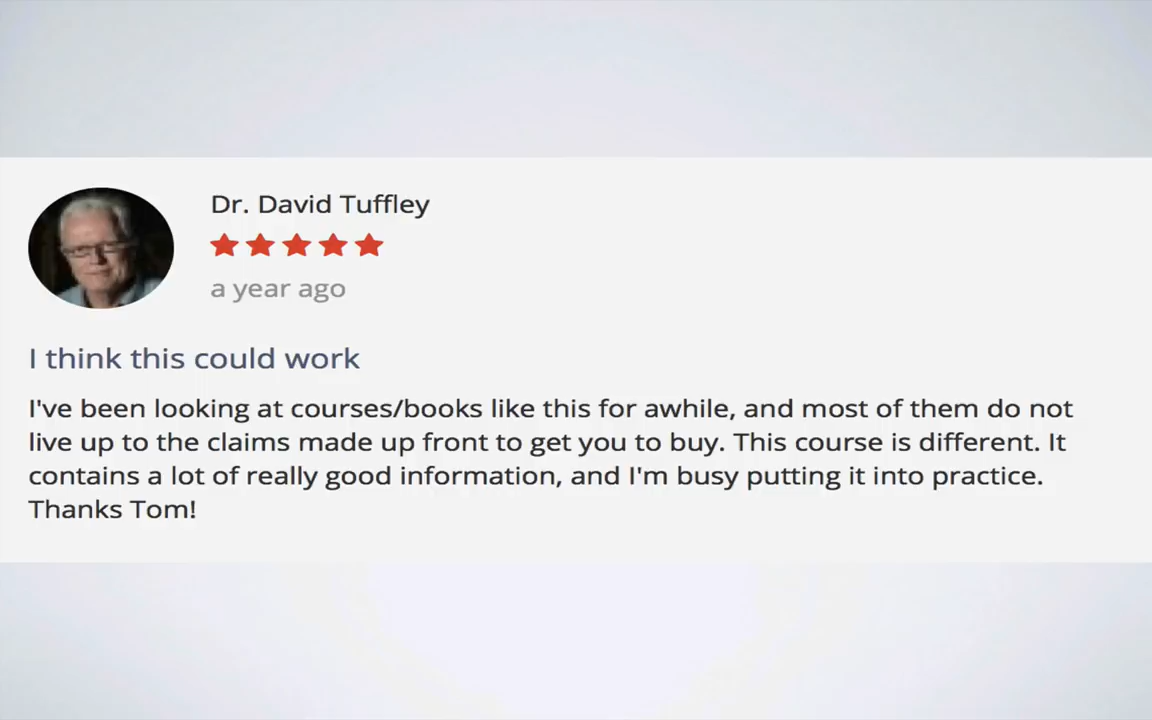 Dr. David Tuffley
a year ago
I think this could work
I've been looking at courses/books like this for awhile, and most of them do not
live up to the claims made up front to get you to buy. This course is different. It
contains a lot of really good information, and I'm busy putting it into practice.
Thanks Tom!